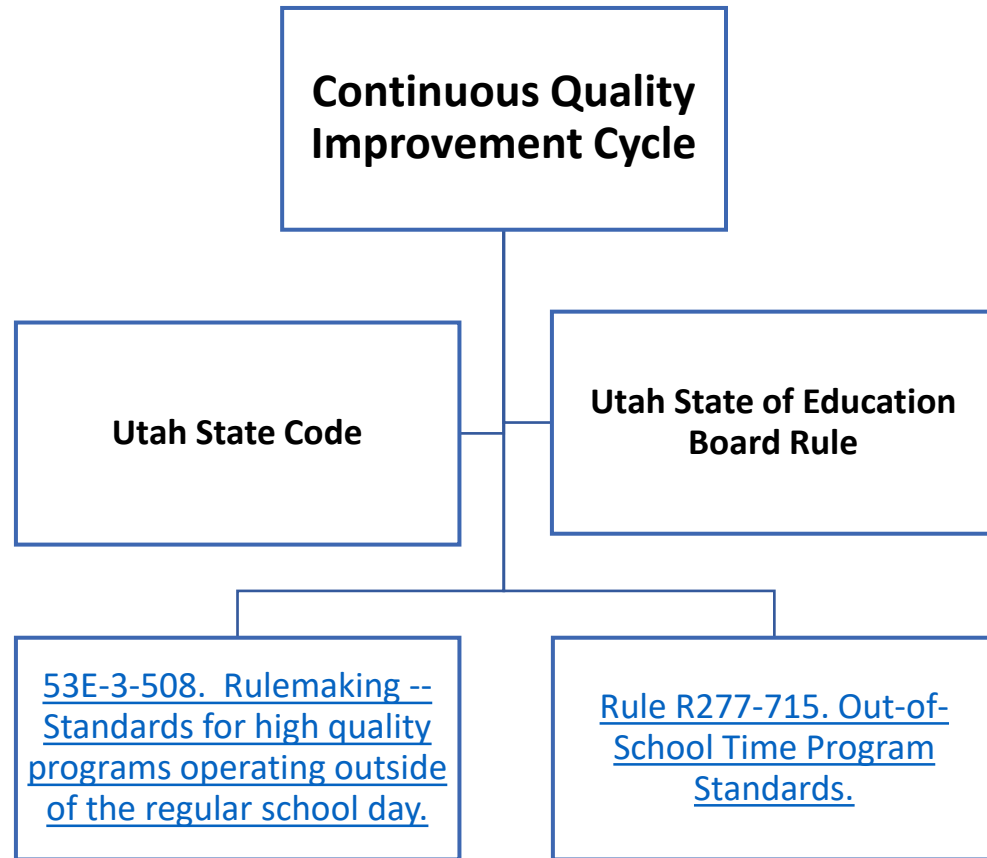 Continuous Quality
Improvement Cycle
Utah State Code
Utah State of Education
Board Rule
53E-3-508.  Rulemaking --
Standards for high quality
programs operating outside
of the regular school day.
Rule R277-715. Out-of-
School Time Program
Standards.